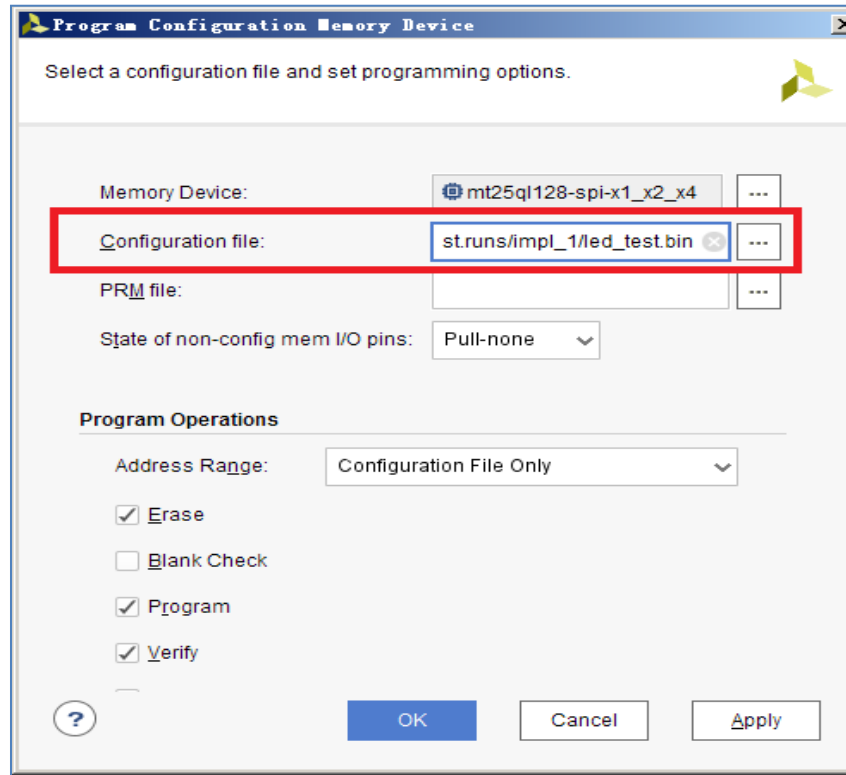 Program Configuration Memory Device
Select a configuration file and set programming options.
Memory Device: mt25ql128-spi-x1_x2_x4 ...
Configuration file: st.runs/impl_1/led_test.bin ...
PRM file: ...
State of non-config mem I/O pins: Pull-none
Program Operations
Address Range: Configuration File Only
Erase
Blank Check
Program
Verify
? OK Cancel Apply